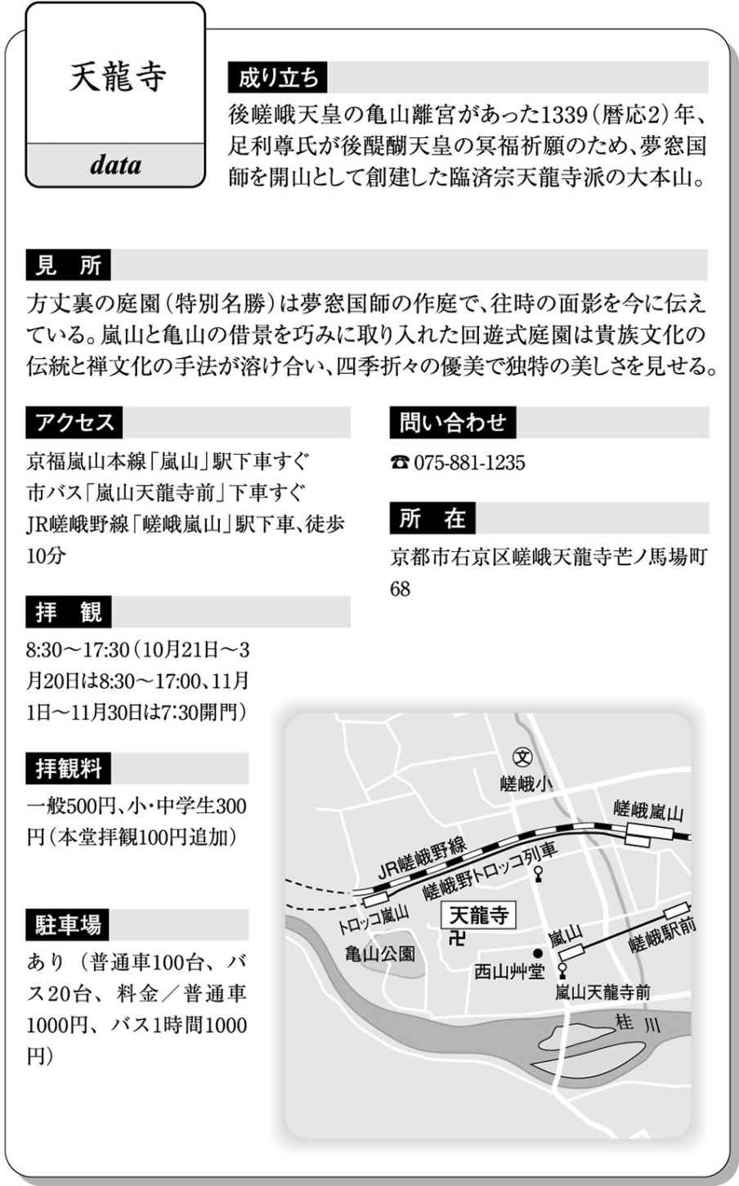 天龍寺
data
成り立ち
後嵯峨天皇の亀山離宮があった1339（暦応2）年、
足利尊氏が後醍醐天皇の冥福祈願のため、夢窓国
師を開山として創建した臨済宗天龍寺派の大本山。
見　所
方丈裏の庭園（特別名勝）は夢窓国師の作庭で、往時の面影を今に伝え
ている。嵐山と亀山の借景を巧みに取り入れた回遊式庭園は貴族文化の
伝統と禅文化の手法が溶け合い、四季折々の優美で独特の美しさを見せる。
アクセス
京福嵐山本線「嵐山」駅下車すぐ
市バス「嵐山天龍寺前」下車すぐ
JR嵯峨野線「嵯峨嵐山」駅下車、徒歩
10分
問い合わせ
☎075-881-1235
所　在
京都市右京区嵯峨天龍寺芒ノ馬場町
68
拝　観
8:30〜17:30（10月21日〜3
月20日は8:30〜17:00、11月
1日〜11月30日は7:30開門）
拝観料
一般500円、小・中学生300
円（本堂拝観100円追加）
駐車場
あり（普通車100台、バ
ス20台、料金／普通車
1000円、バス1時間1000
円）
文
嵯峨小
嵯峨嵐山
JR嵯峨野線
嵯峨野トロッコ列車
トロッコ嵐山
天龍寺
卍
亀山公園
嵐山
嵯峨駅前
西山艸堂
嵐山天龍寺前
桂川